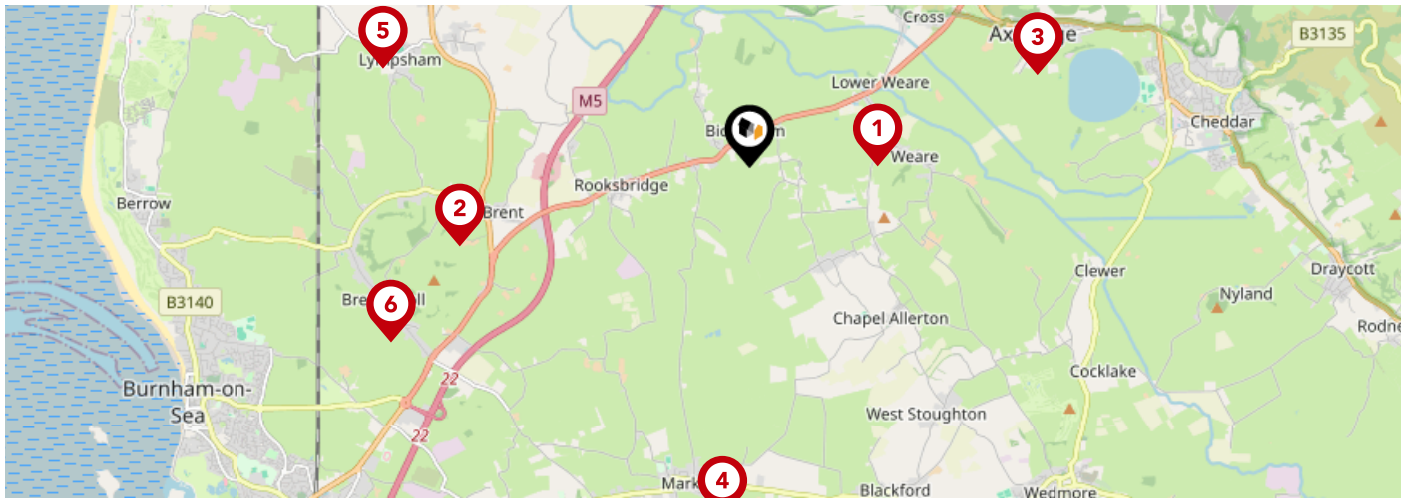 Cross
5
3
B3135
Lower Weare
M5
1
Cheddar
Weare
Rooksbridge
Berrow
2
Brent
Clewer
Draycott
Nyland
B3140
6
Chapel Allerton
22
Cocklake
Burnham-on-
Sea
West Stoughton
22
4
Mark
Blackford
Wedmore